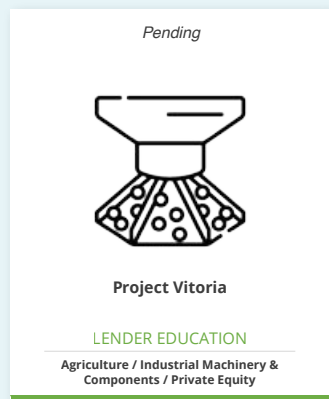 Pending
Project Vitoria
LENDER EDUCATION
Agriculture / Industrial Machinery &
Components / Private Equity